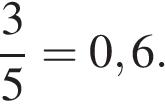 3/5 = 0,6.